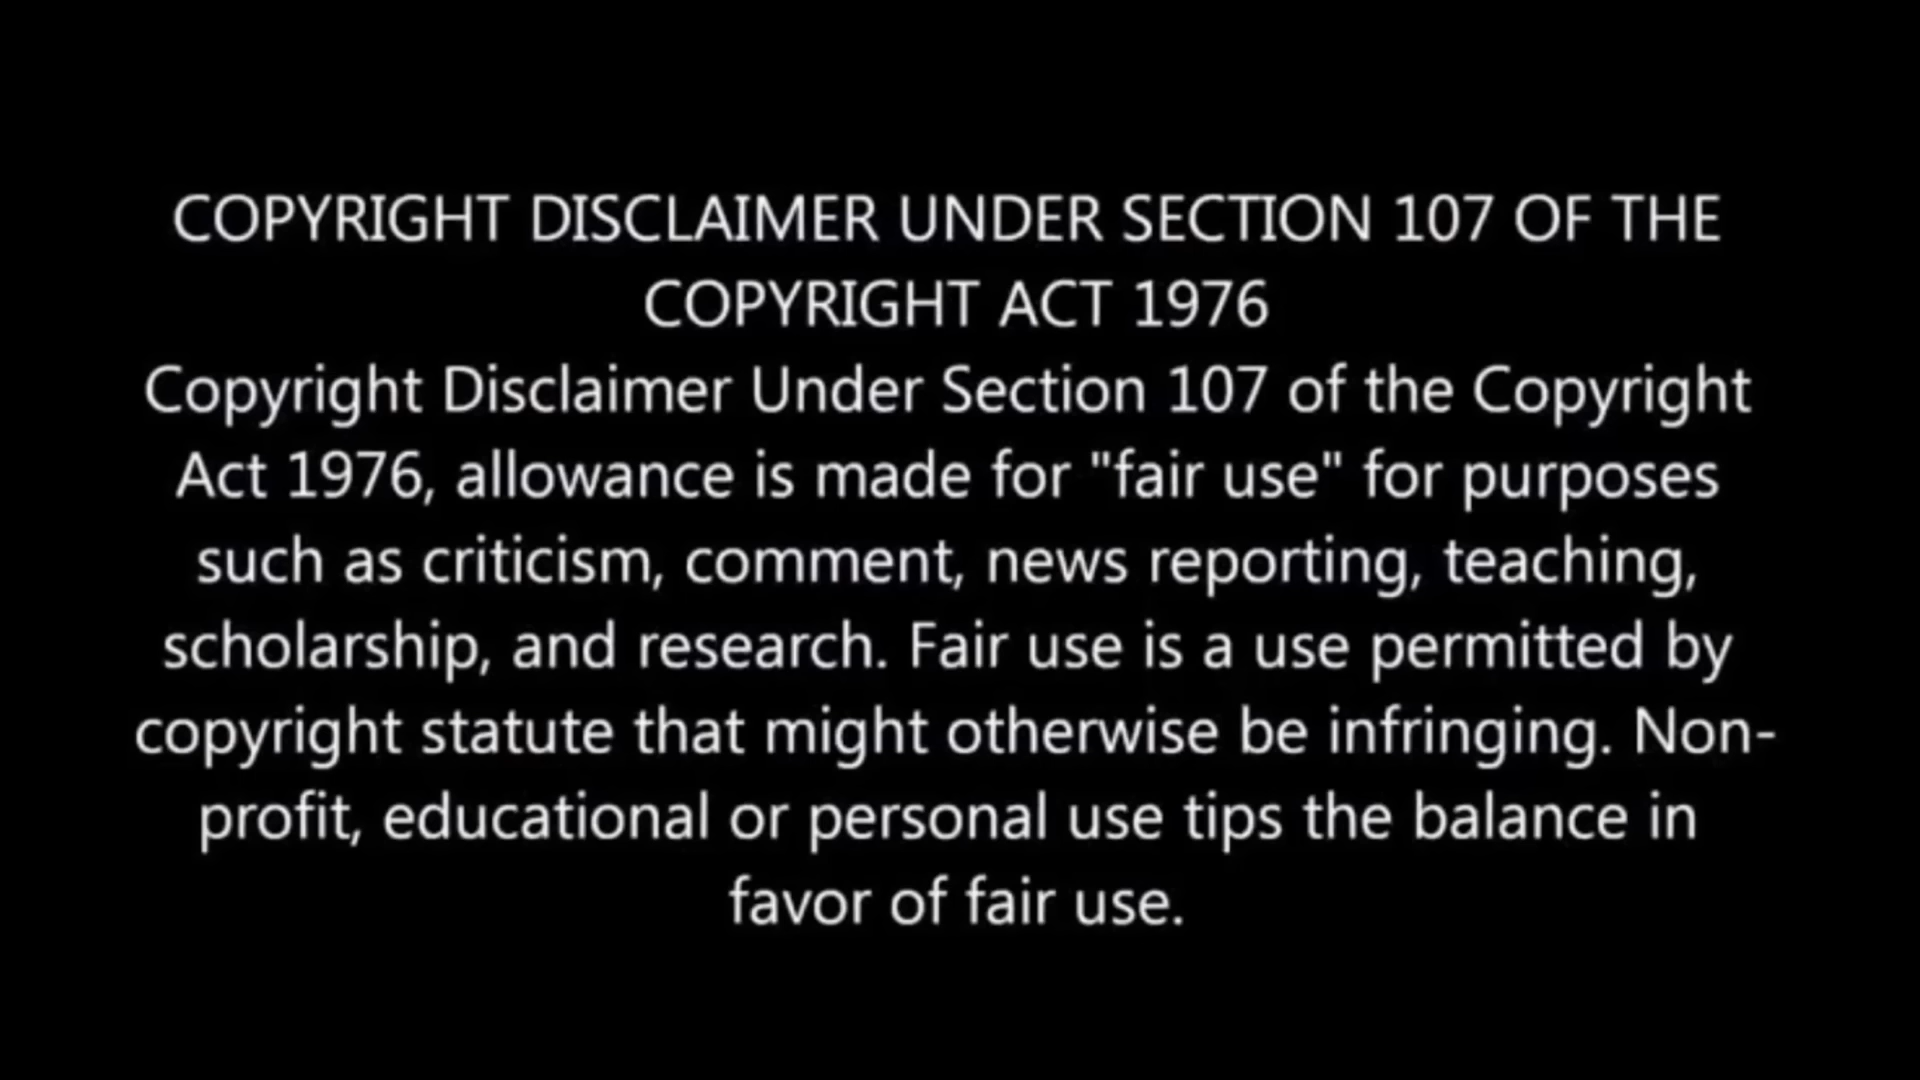 COPYRIGHT DISCLAIMER UNDER SECTION 107 OF THE
COPYRIGHT ACT 1976
Copyright Disclaimer Under Section 107 of the Copyright
Act 1976, allowance is made for "fair use" for purposes
such as criticism, comment, news reporting, teaching,
scholarship, and research. Fair use is a use permitted by
copyright statute that might otherwise be infringing. Non-
profit, educational or personal use tips the balance in
favor of fair use.